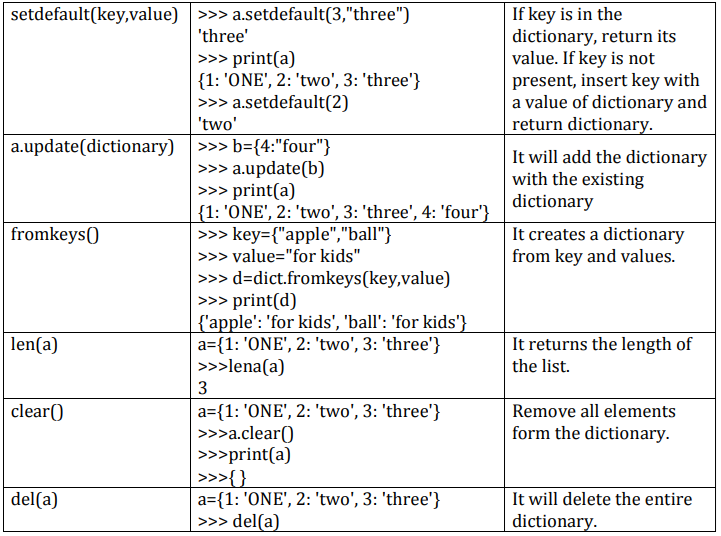 setdefault(key,value)
>>> a.setdefault(3,"three")
'three'
>>> print(a)
{1: 'ONE', 2: 'two', 3: 'three'}
>>> a.setdefault(2)
'two'
If key is in the
dictionary, return its
value. If key is not
present, insert key with
a value of dictionary and
return dictionary.
a.update(dictionary)
>>> b={4:"four"}
>>> a.update(b)
>>> print(a)
{1: 'ONE', 2: 'two', 3: 'three', 4: 'four'}
It will add the dictionary
with the existing
dictionary
fromkeys()
>>> key={"apple","ball"}
>>> value="for kids"
>>> d=dict.fromkeys(key,value)
>>> print(d)
{'apple': 'for kids', 'ball': 'for kids'}
It creates a dictionary
from key and values.
len(a)
a={1: 'ONE', 2: 'two', 3: 'three'}
>>>lena(a)
3
It returns the length of
the list.
clear()
a={1: 'ONE', 2: 'two', 3: 'three'}
>>>a.clear()
>>>print(a)
>>>{ }
Remove all elements
form the dictionary.
del(a)
a={1: 'ONE', 2: 'two', 3: 'three'}
>>> del(a)
It will delete the entire
dictionary.